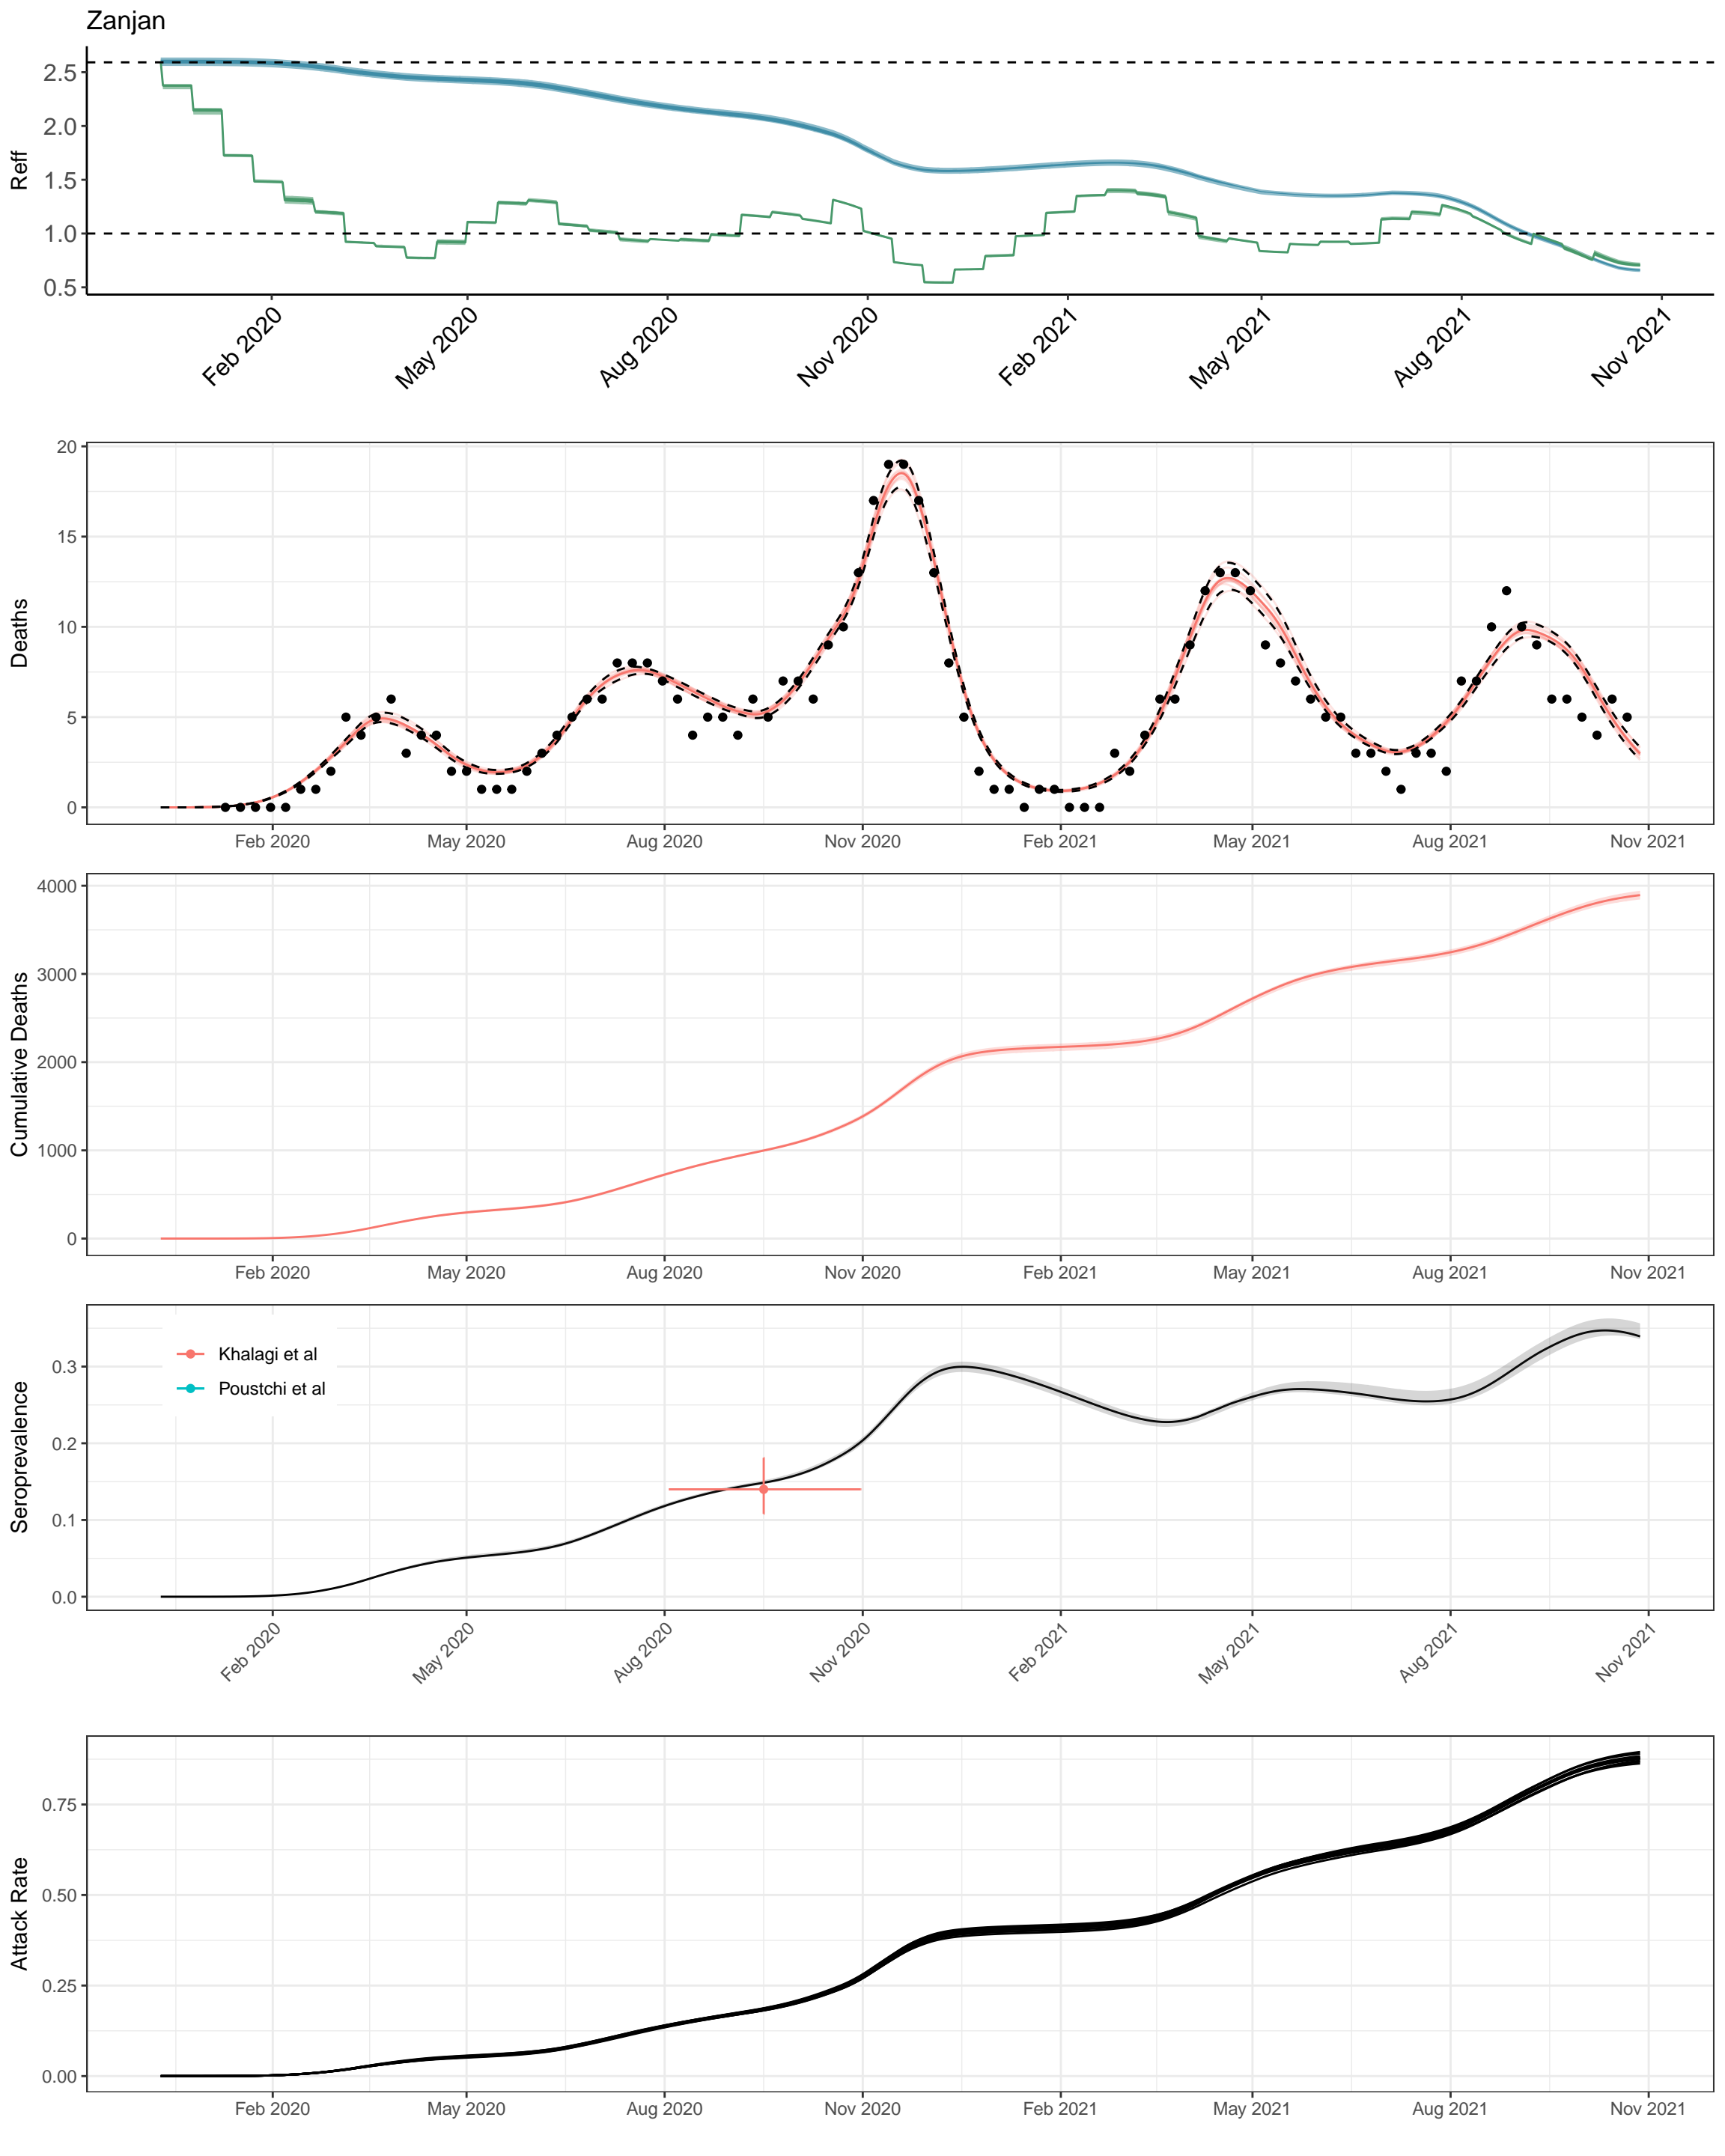 Zanjan
Reff
2.5
2.0
1.5
1.0
0.5
Feb 2020
May 2020
Aug 2020
Nov 2020
Feb 2021
May 2021
Aug 2021
Nov 2021
Deaths
20
15
10
5
0
Feb 2020
May 2020
Aug 2020
Nov 2020
Feb 2021
May 2021
Aug 2021
Nov 2021
Cumulative Deaths
4000
3000
2000
1000
0
Feb 2020
May 2020
Aug 2020
Nov 2020
Feb 2021
May 2021
Aug 2021
Nov 2021
Seroprevalence
0.3
0.2
0.1
0.0
Khalagi et al
Poustchi et al
Feb 2020
May 2020
Aug 2020
Nov 2020
Feb 2021
May 2021
Aug 2021
Nov 2021
Attack Rate
0.75
0.50
0.25
0.00
Feb 2020
May 2020
Aug 2020
Nov 2020
Feb 2021
May 2021
Aug 2021
Nov 2021